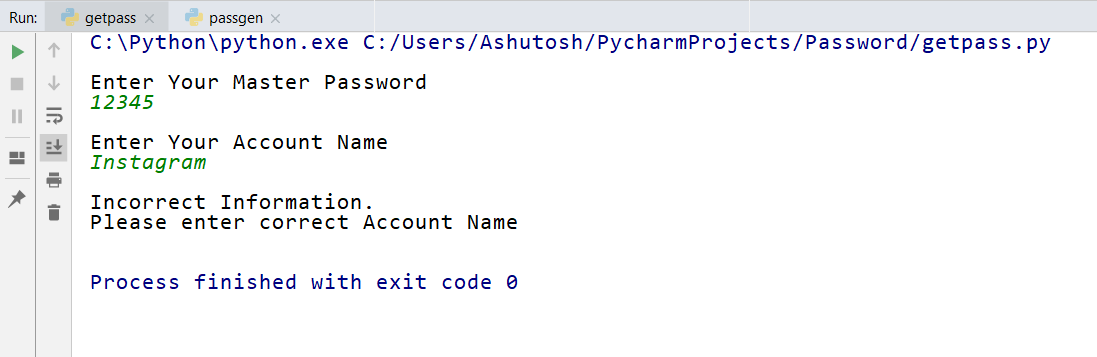 Run: getpass passgen
C:\Python\python.exe C:/Users/Ashutosh/PycharmProjects/Password/getpass.py
Enter Your Master Password
12345
Enter Your Account Name
Instagram
Incorrect Information.
Please enter correct Account Name
Process finished with exit code 0